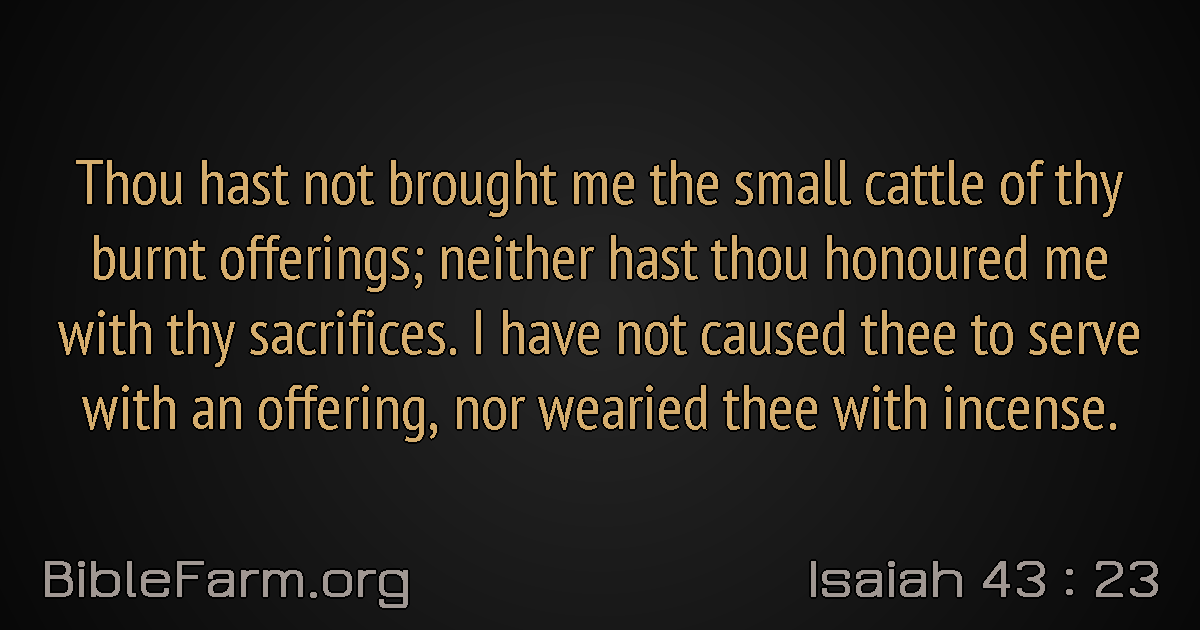 Thou hast not brought me the small cattle of thy
burnt offerings; neither hast thou honoured me
with thy sacrifices. I have not caused thee to serve
with an offering, nor wearied thee with incense.
BibleFarm.org
Isaiah 43 : 23